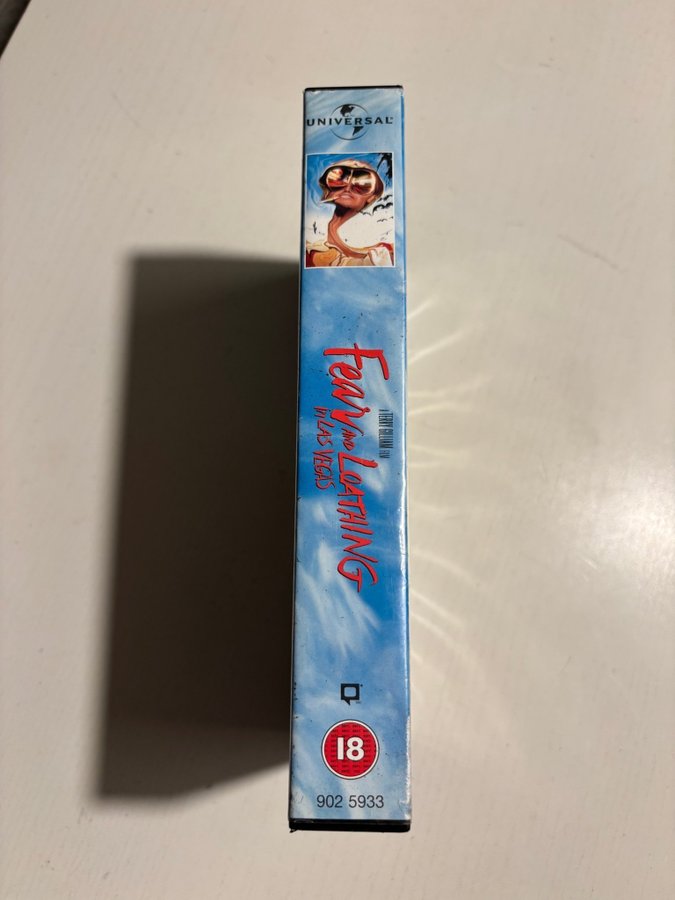 UNIVERSAL
A TERRY GILLIAM FILM
FEAR AND LOATHING
IN LAS VEGAS
18
902 5933